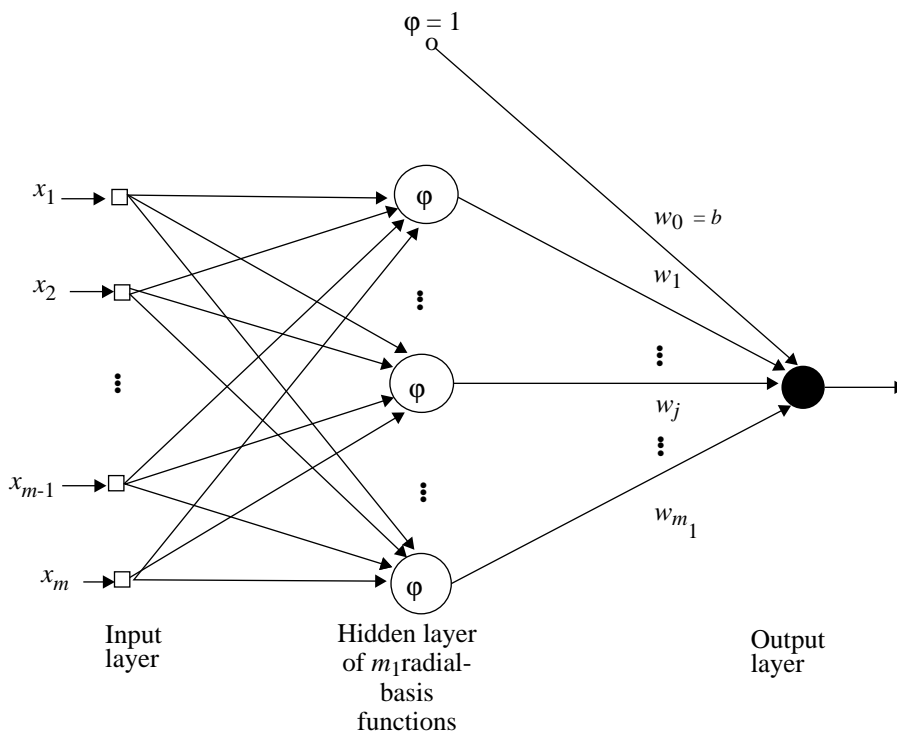 φ = 1
x1
φ
w0 = b
w1
x2
φ
wj
xm-1
wm1
xm
φ
Input
layer
Hidden layer
of m1radial-
basis
functions
Output
layer